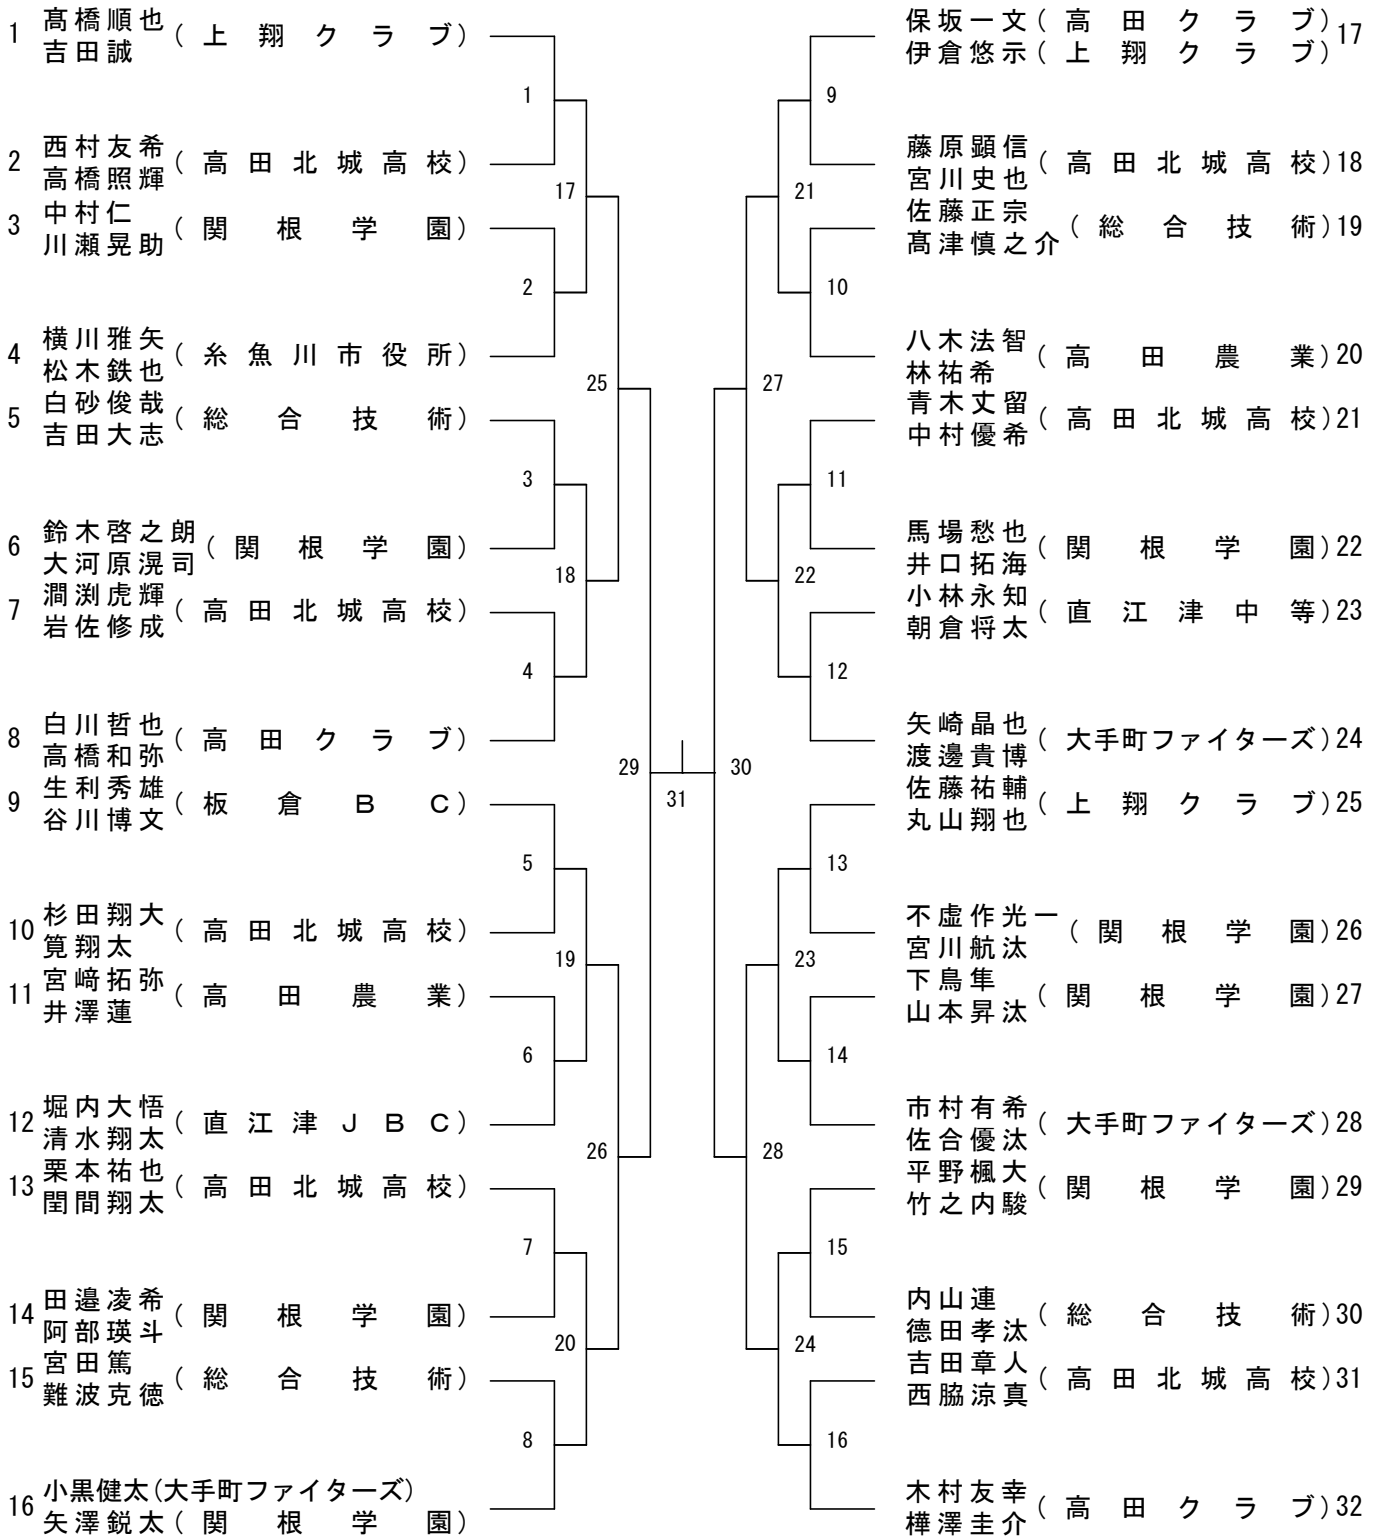 1 髙橋順也 (上翔クラブ)
吉田誠
2 西村友希 (高田北城高校)
高橋照輝
3 中村仁 (関根学園)
川瀬晃助
4 横川雅矢 (糸魚川市役所)
松木鉄也
5 白砂俊哉 (総合技術)
吉田大志
6 鈴木啓之朗 (関根学園)
大河原滉司
7 澗渕虎輝 (高田北城高校)
岩佐修成
8 白川哲也 (高田クラブ)
高橋和弥
9 生利秀雄 (板倉BC)
谷川博文
10 杉田翔大 (高田北城高校)
筧翔太
11 宮﨑拓弥 (高田農業)
井澤蓮
12 堀内大悟 (直江津JBC)
清水翔太
13 栗本祐也 (高田北城高校)
閏間翔太
14 田邉凌希 (関根学園)
阿部瑛斗
15 宮田篤 (総合技術)
難波克徳
16 小黒健太(大手町ファイターズ)
矢澤鋭太(関根学園)
1
2
3
4
5
6
7
8
17
18
19
20
25
26
29
31
30
27
28
21
22
23
24
9
10
11
12
13
14
15
16
保坂一文(高田クラブ) 17
伊倉悠示(上翔クラブ)
藤原顕信 (高田北城高校) 18
宮川史也
佐藤正宗 (総合技術) 19
髙津慎之介
八木法智 (高田農業) 20
林祐希
青木丈留 (高田北城高校) 21
中村優希
馬場愁也 (関根学園) 22
井口拓海
小林永知 (直江津中等) 23
朝倉将太
矢崎晶也 (大手町ファイターズ) 24
渡邊貴博
佐藤祐輔 (上翔クラブ) 25
丸山翔也
不虚作光一 (関根学園) 26
宮川航汰
下鳥隼 (関根学園) 27
山本昇汰
市村有希 (大手町ファイターズ) 28
佐合優汰
平野楓大 (関根学園) 29
竹之内駿
内山連 (総合技術) 30
德田孝汰
吉田章人 (高田北城高校) 31
西脇涼真
木村友幸 (高田クラブ) 32
樺澤圭介